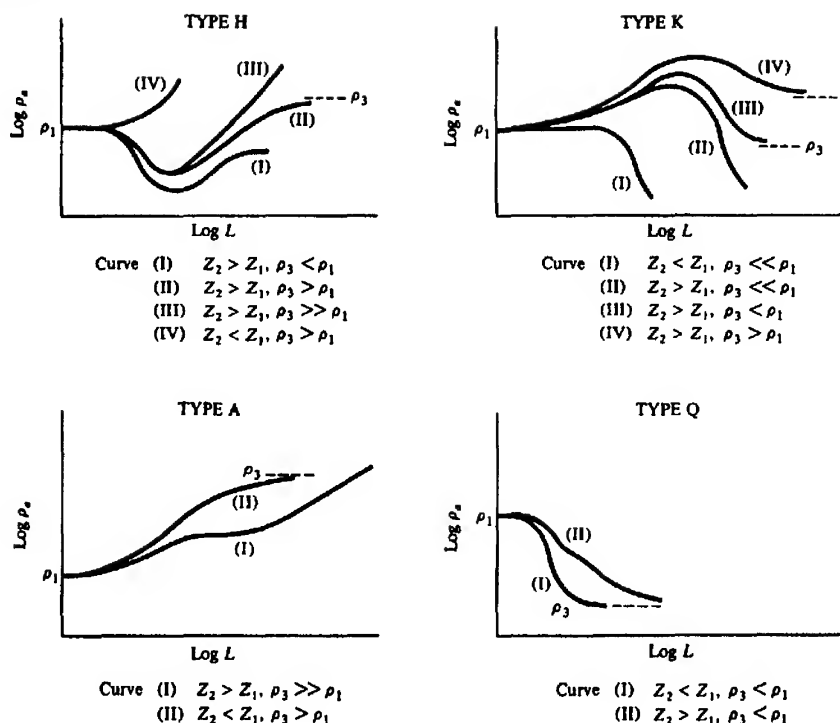 TYPE H
Log ρₐ
ρ₁
(IV)
(III)
ρ₃
(II)
(I)
Log L
Curve (I) Z₂ > Z₁, ρ₃ < ρ₁
(II) Z₂ > Z₁, ρ₃ > ρ₁
(III) Z₂ > Z₁, ρ₃ >> ρ₁
(IV) Z₂ < Z₁, ρ₃ > ρ₁
TYPE K
Log ρₐ
ρ₁
(IV)
(III)
ρ₃
(II)
(I)
Log L
Curve (I) Z₂ < Z₁, ρ₃ << ρ₁
(II) Z₂ > Z₁, ρ₃ << ρ₁
(III) Z₂ > Z₁, ρ₃ < ρ₁
(IV) Z₂ > Z₁, ρ₃ > ρ₁
TYPE A
Log ρₐ
ρ₃
(II)
(I)
ρ₁
Log L
Curve (I) Z₂ > Z₁, ρ₃ >> ρ₁
(II) Z₂ < Z₁, ρ₃ > ρ₁
TYPE Q
Log ρₐ
ρ₁
(II)
(I)
ρ₃
Log L
Curve (I) Z₂ < Z₁, ρ₃ < ρ₁
(II) Z₂ > Z₁, ρ₃ < ρ₁